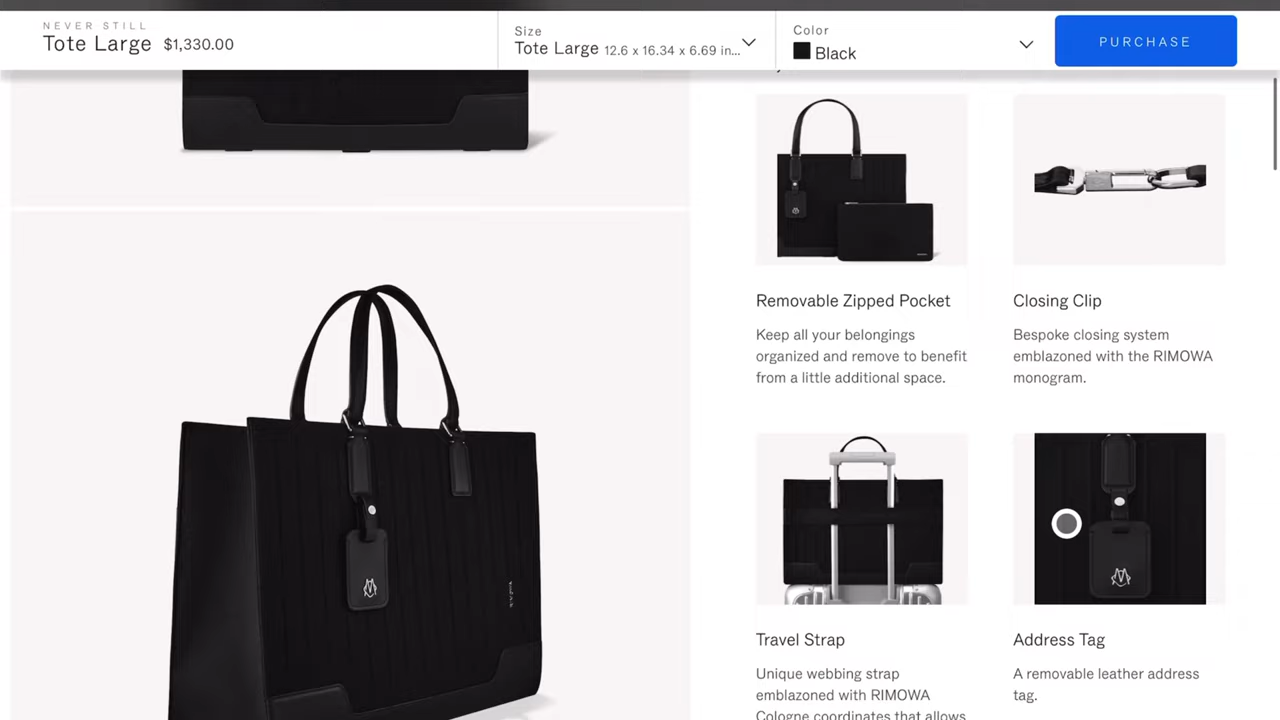 NEVER STILL
Tote Large $1,330.00
Size
Tote Large 12.6 x 16.34 x 6.69 in...
Color
Black
PURCHASE
Removable Zipped Pocket
Keep all your belongings
organized and remove to benefit
from a little additional space.
Closing Clip
Bespoke closing system
emblazoned with the RIMOWA
monogram.
Travel Strap
Unique webbing strap
emblazoned with RIMOWA
Cologne coordinates that allows
Address Tag
A removable leather address
tag.